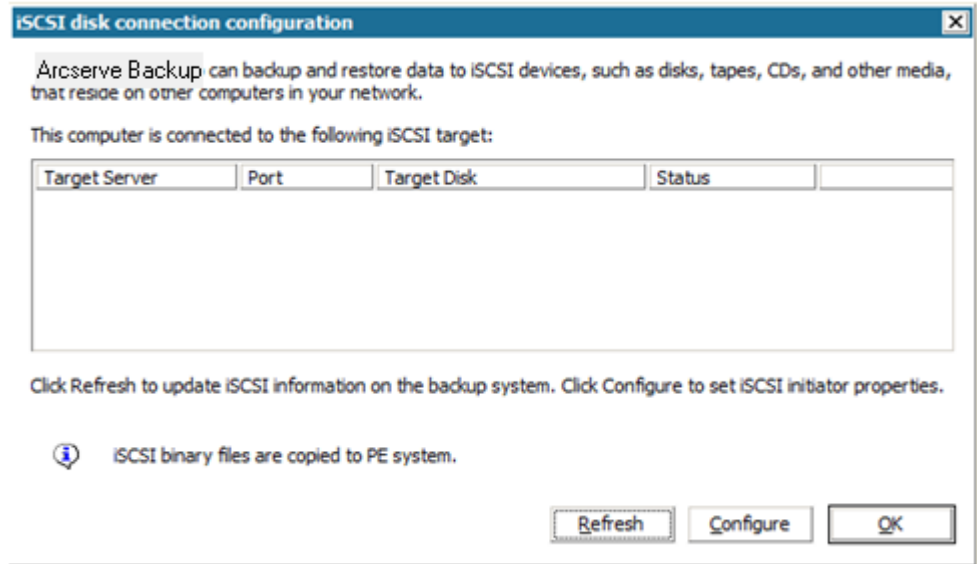 iSCSI disk connection configuration
Arcserve Backup can backup and restore data to iSCSI devices, such as disks, tapes, CDs, and other media,
that reside on other computers in your network.
This computer is connected to the following iSCSI target:
Target Server Port Target Disk Status
Click Refresh to update iSCSI information on the backup system. Click Configure to set iSCSI initiator properties.
iSCSI binary files are copied to PE system.
Refresh Configure OK